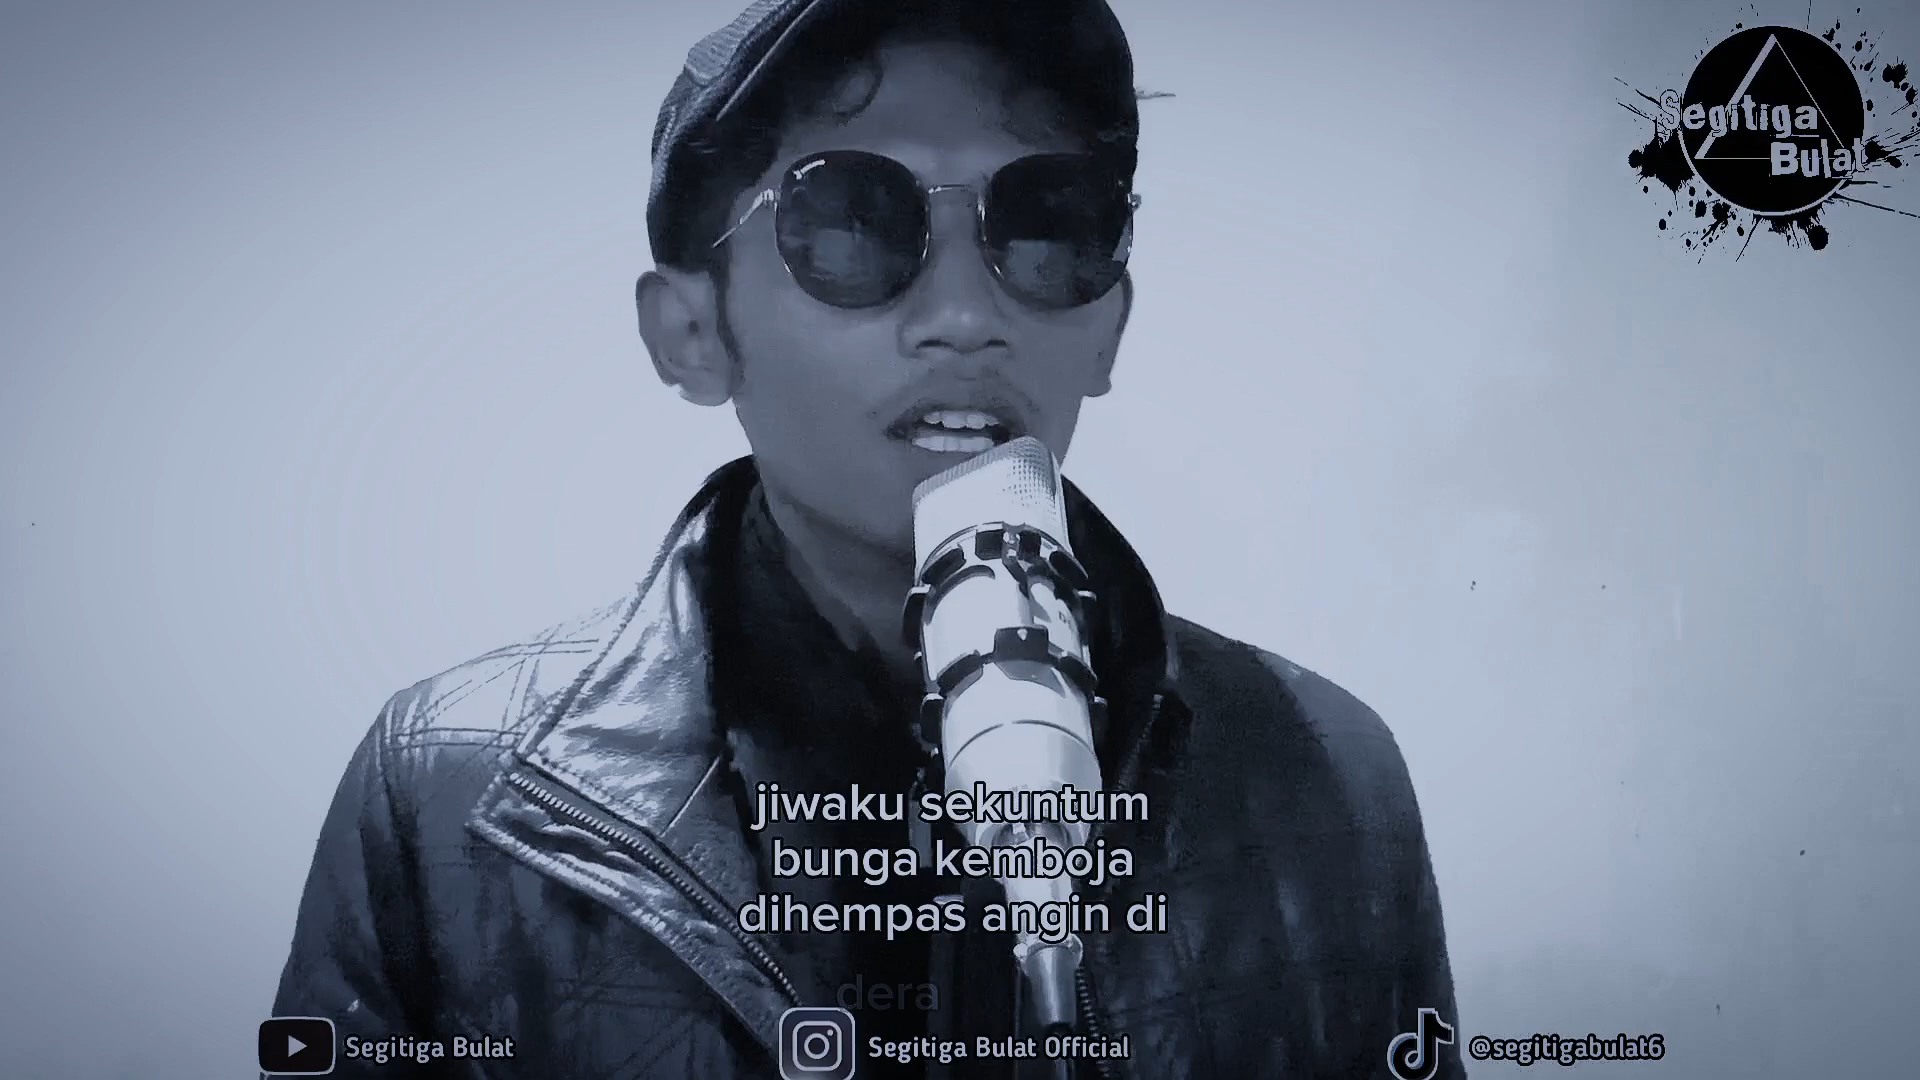 Segitiga
Bulat
jiwaku sekuntum
bunga kemboja
dihempas angin di
dera
Segitiga Bulat
Segitiga Bulat Official
@segitigabulat6